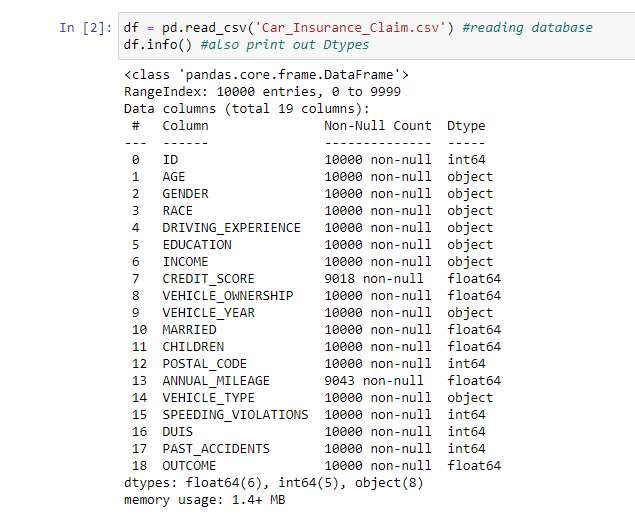 In [2]: df = pd.read_csv('Car_Insurance_Claim.csv') #reading database
df.info() #also print out Dtypes
<class 'pandas.core.frame.DataFrame'>
RangeIndex: 10000 entries, 0 to 9999
Data columns (total 19 columns):
 #   Column               Non-Null Count  Dtype
---  ------               --------------  -----
 0   ID                   10000 non-null  int64
 1   AGE                  10000 non-null  object
 2   GENDER               10000 non-null  object
 3   RACE                 10000 non-null  object
 4   DRIVING_EXPERIENCE   10000 non-null  object
 5   EDUCATION            10000 non-null  object
 6   INCOME               10000 non-null  object
 7   CREDIT_SCORE         9018 non-null   float64
 8   VEHICLE_OWNERSHIP    10000 non-null  float64
 9   VEHICLE_YEAR         10000 non-null  object
 10  MARRIED              10000 non-null  float64
 11  CHILDREN             10000 non-null  float64
 12  POSTAL_CODE          10000 non-null  int64
 13  ANNUAL_MILEAGE       9043 non-null   float64
 14  VEHICLE_TYPE         10000 non-null  object
 15  SPEEDING_VIOLATIONS  10000 non-null  int64
 16  DUIS                 10000 non-null  int64
 17  PAST_ACCIDENTS       10000 non-null  int64
 18  OUTCOME              10000 non-null  float64
dtypes: float64(6), int64(5), object(8)
memory usage: 1.4+ MB